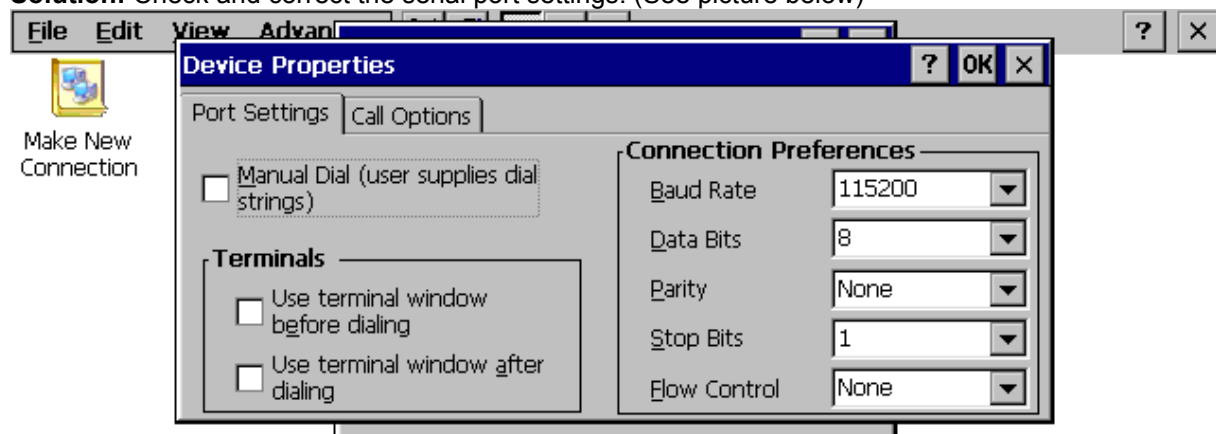 Solution: Check and correct the serial port settings. (See picture below)
File Edit View Advan
? ×
Make New
Connection
Device Properties ? OK ×
Port Settings Call Options
Manual Dial (user supplies dial
strings)
Terminals
Use terminal window
before dialing
Use terminal window after
dialing
Connection Preferences
Baud Rate 115200
Data Bits 8
Parity None
Stop Bits 1
Flow Control None